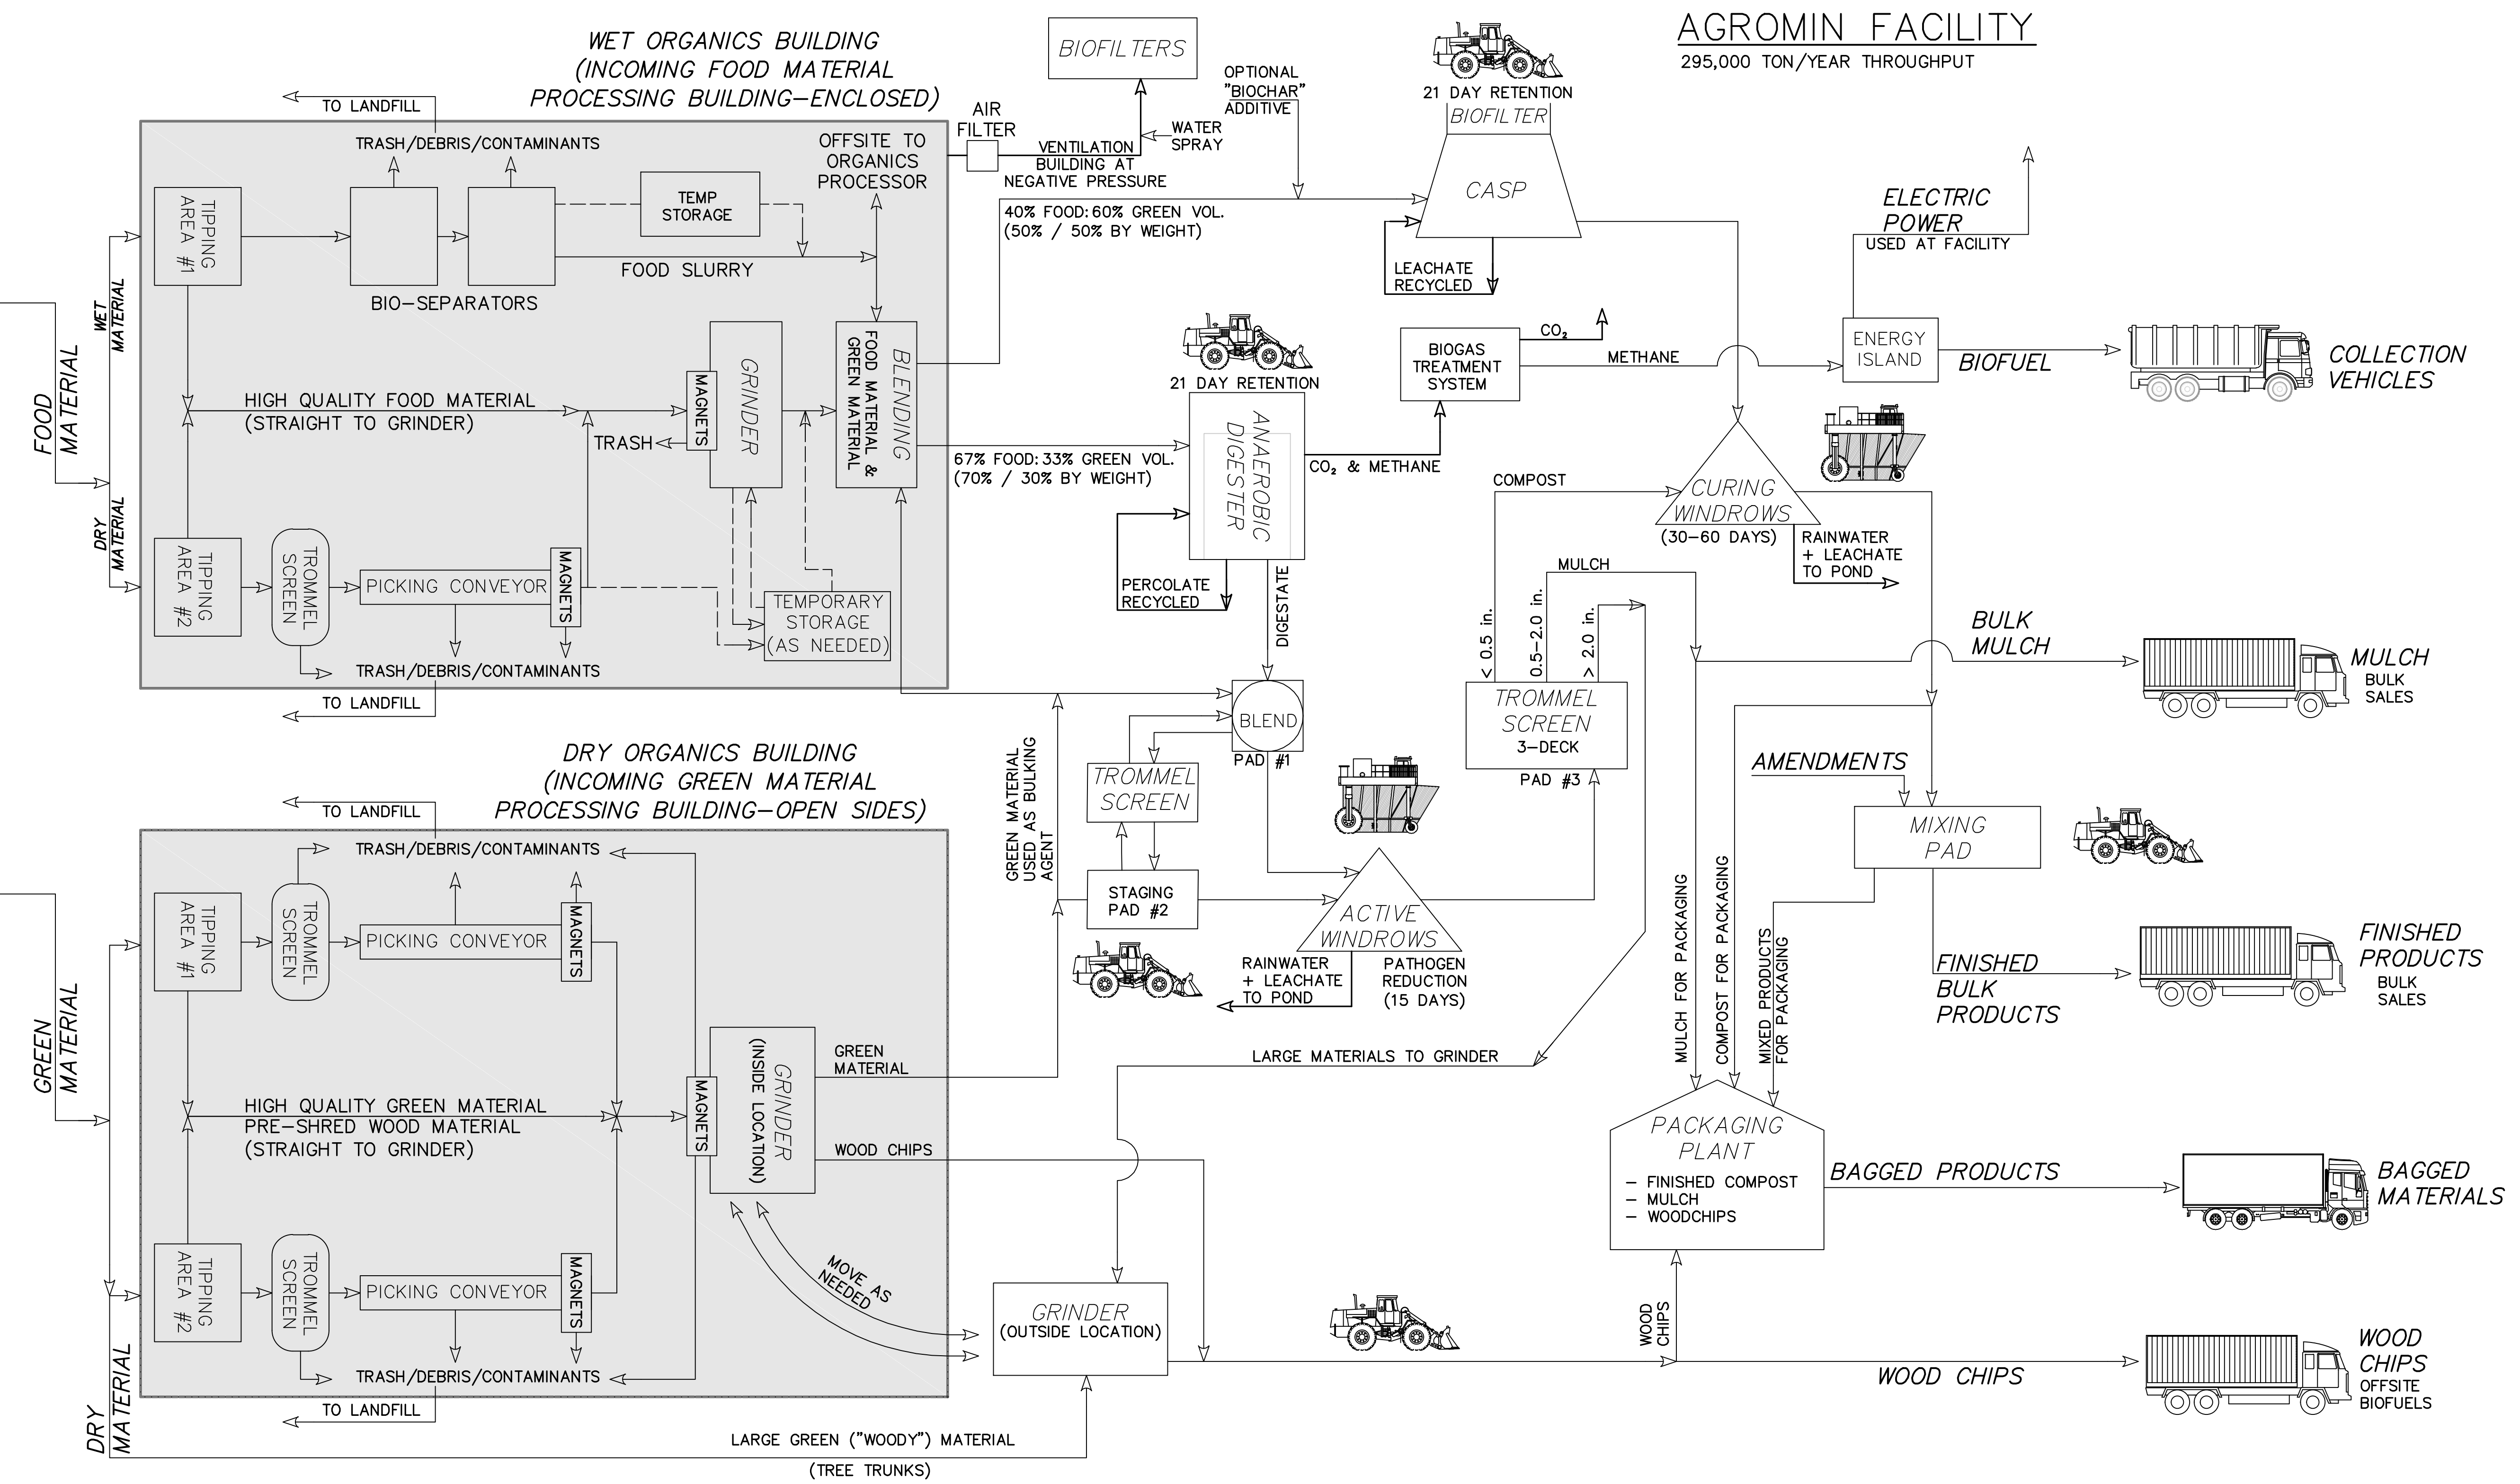 AGROMIN FACILITY
295,000 TON/YEAR THROUGHPUT
WET ORGANICS BUILDING
(INCOMING FOOD MATERIAL
PROCESSING BUILDING-ENCLOSED)
TO LANDFILL
TRASH/DEBRIS/CONTAMINANTS
OFFSITE TO
ORGANICS
PROCESSOR
TIPPING
AREA #1
BIO-SEPARATORS
TEMP
STORAGE
FOOD SLURRY
WET
MATERIAL
FOOD
MATERIAL
DRY
MATERIAL
HIGH QUALITY FOOD MATERIAL
(STRAIGHT TO GRINDER)
TRASH
MAGNETS
GRINDER
BLENDING
FOOD MATERIAL &
GREEN MATERIAL
TIPPING
AREA #2
TROMMEL
SCREEN
PICKING CONVEYOR
MAGNETS
TEMPORARY
STORAGE
(AS NEEDED)
TRASH/DEBRIS/CONTAMINANTS
TO LANDFILL
AIR
FILTER
BIOFILTERS
VENTILATION
BUILDING AT
NEGATIVE PRESSURE
WATER
SPRAY
OPTIONAL
"BIOCHAR"
ADDITIVE
40% FOOD: 60% GREEN VOL.
(50% / 50% BY WEIGHT)
21 DAY RETENTION
BIOFILTER
CASP
LEACHATE
RECYCLED
21 DAY RETENTION
ANAEROBIC
DIGESTER
67% FOOD: 33% GREEN VOL.
(70% / 30% BY WEIGHT)
PERCOLATE
RECYCLED
DIGESTATE
CO₂ & METHANE
BIOGAS
TREATMENT
SYSTEM
CO₂
METHANE
ELECTRIC
POWER
USED AT FACILITY
ENERGY
ISLAND
BIOFUEL
COLLECTION
VEHICLES
COMPOST
CURING
WINDROWS
(30-60 DAYS)
RAINWATER
+ LEACHATE
TO POND
MULCH
< 0.5 in.
0.5-2.0 in.
> 2.0 in.
TROMMEL
SCREEN
3-DECK
PAD #3
BULK
MULCH
MULCH
BULK
SALES
BLEND
PAD #1
TROMMEL
SCREEN
STAGING
PAD #2
GREEN MATERIAL
USED AS BULKING
AGENT
ACTIVE
WINDROWS
RAINWATER
+ LEACHATE
TO POND
PATHOGEN
REDUCTION
(15 DAYS)
LARGE MATERIALS TO GRINDER
AMENDMENTS
MIXING
PAD
MULCH FOR PACKAGING
COMPOST FOR PACKAGING
MIXED PRODUCTS
FOR PACKAGING
FINISHED
BULK
PRODUCTS
FINISHED
PRODUCTS
BULK
SALES
PACKAGING
PLANT
- FINISHED COMPOST
- MULCH
- WOODCHIPS
BAGGED PRODUCTS
BAGGED
MATERIALS
WOOD
CHIPS
WOOD CHIPS
WOOD
CHIPS
OFFSITE
BIOFUELS
DRY ORGANICS BUILDING
(INCOMING GREEN MATERIAL
PROCESSING BUILDING-OPEN SIDES)
TO LANDFILL
TRASH/DEBRIS/CONTAMINANTS
TIPPING
AREA #1
TROMMEL
SCREEN
PICKING CONVEYOR
MAGNETS
GREEN
MATERIAL
HIGH QUALITY GREEN MATERIAL
PRE-SHRED WOOD MATERIAL
(STRAIGHT TO GRINDER)
MAGNETS
GRINDER
(INSIDE LOCATION)
GREEN
MATERIAL
WOOD CHIPS
TIPPING
AREA #2
TROMMEL
SCREEN
PICKING CONVEYOR
MAGNETS
TRASH/DEBRIS/CONTAMINANTS
TO LANDFILL
MOVE AS
NEEDED
GRINDER
(OUTSIDE LOCATION)
DRY
MATERIAL
LARGE GREEN ("WOODY") MATERIAL
(TREE TRUNKS)